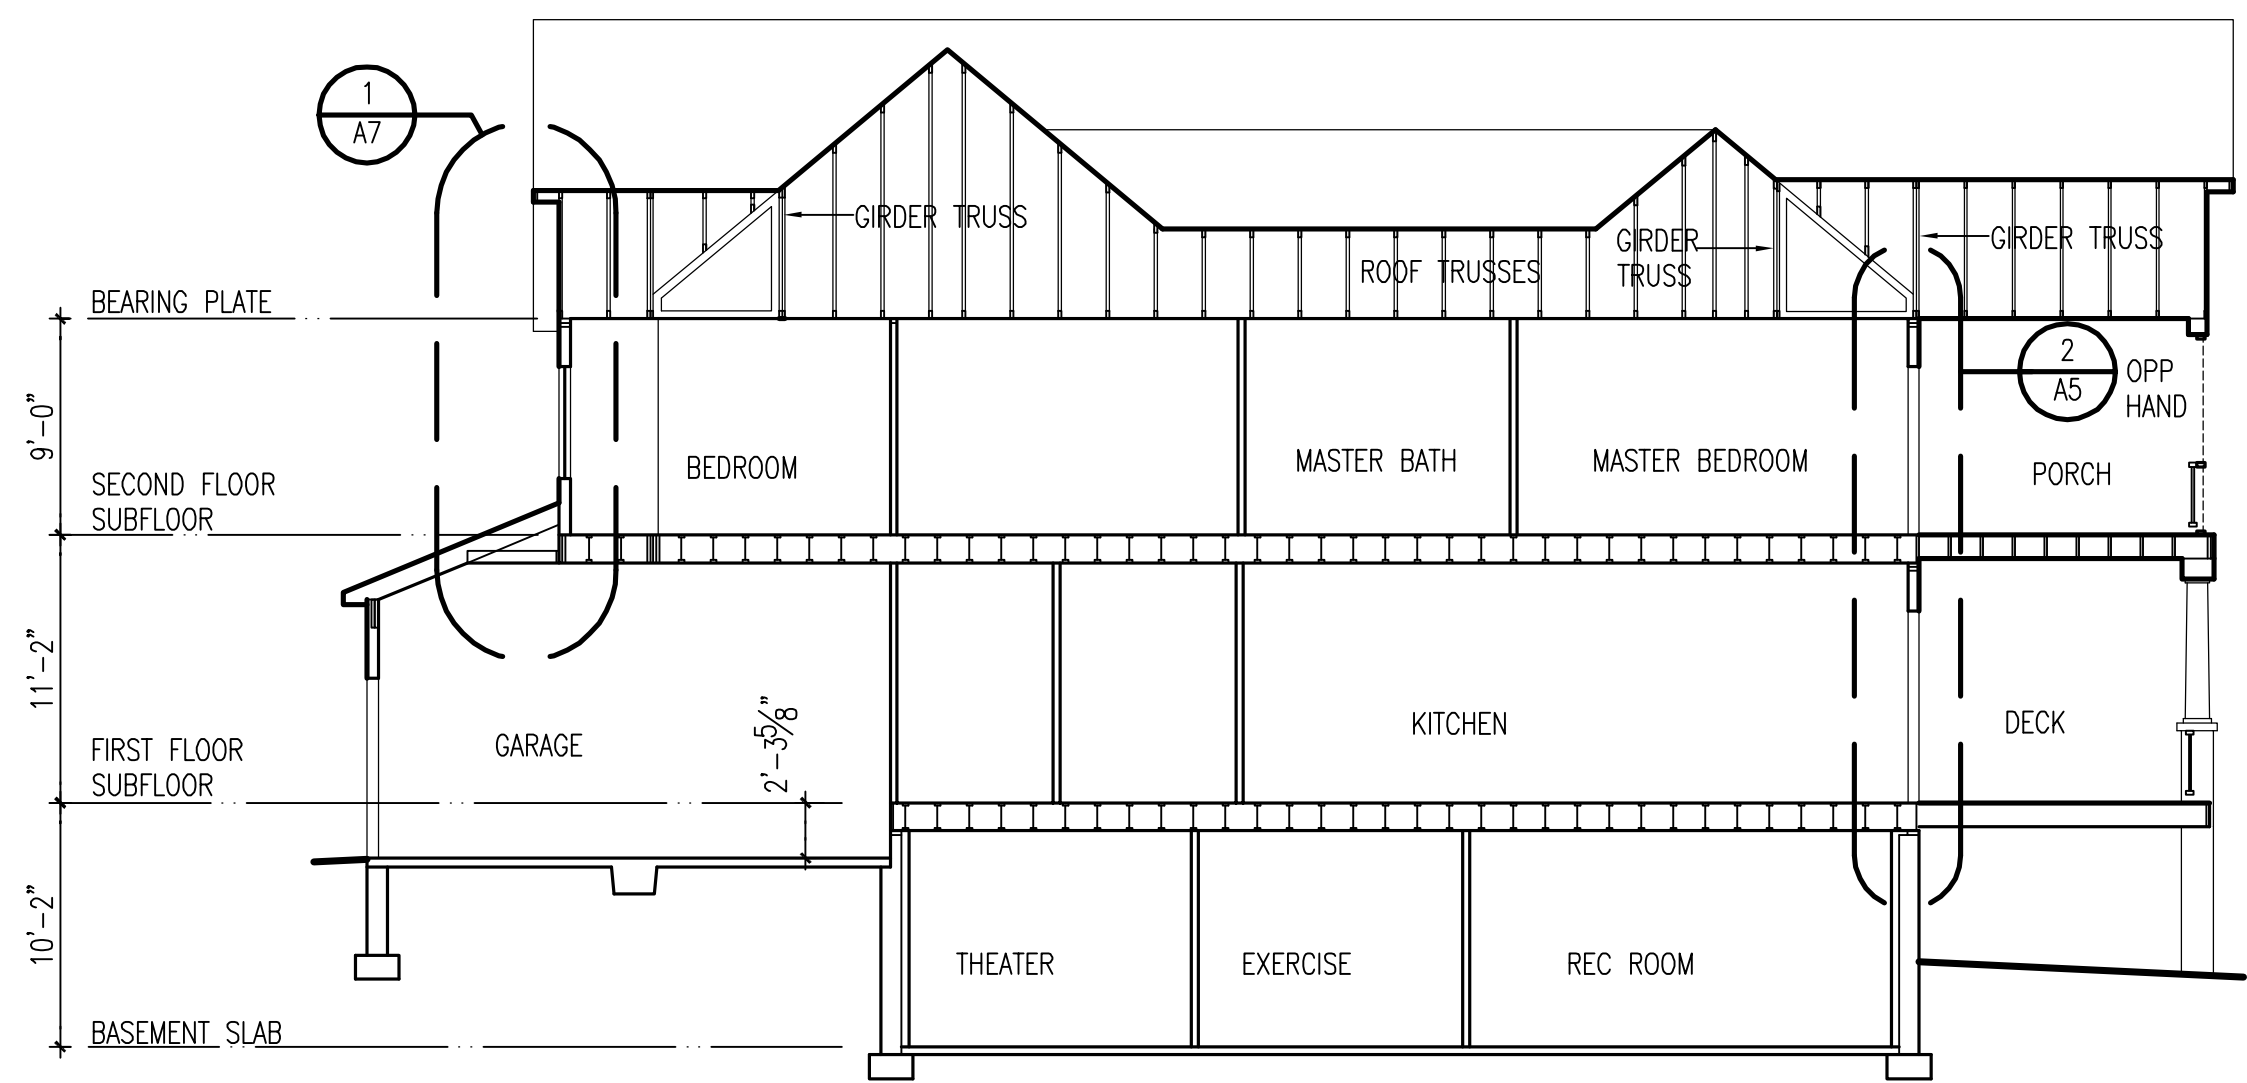 1
A7
GIRDER TRUSS
GIRDER
TRUSS
GIRDER TRUSS
ROOF TRUSSES
BEARING PLATE
2
A5
OPP
HAND
9'-0"
BEDROOM
MASTER BATH
MASTER BEDROOM
PORCH
SECOND FLOOR
SUBFLOOR
11'-2"
GARAGE
2'-3 5/8"
KITCHEN
DECK
FIRST FLOOR
SUBFLOOR
10'-2"
THEATER
EXERCISE
REC ROOM
BASEMENT SLAB